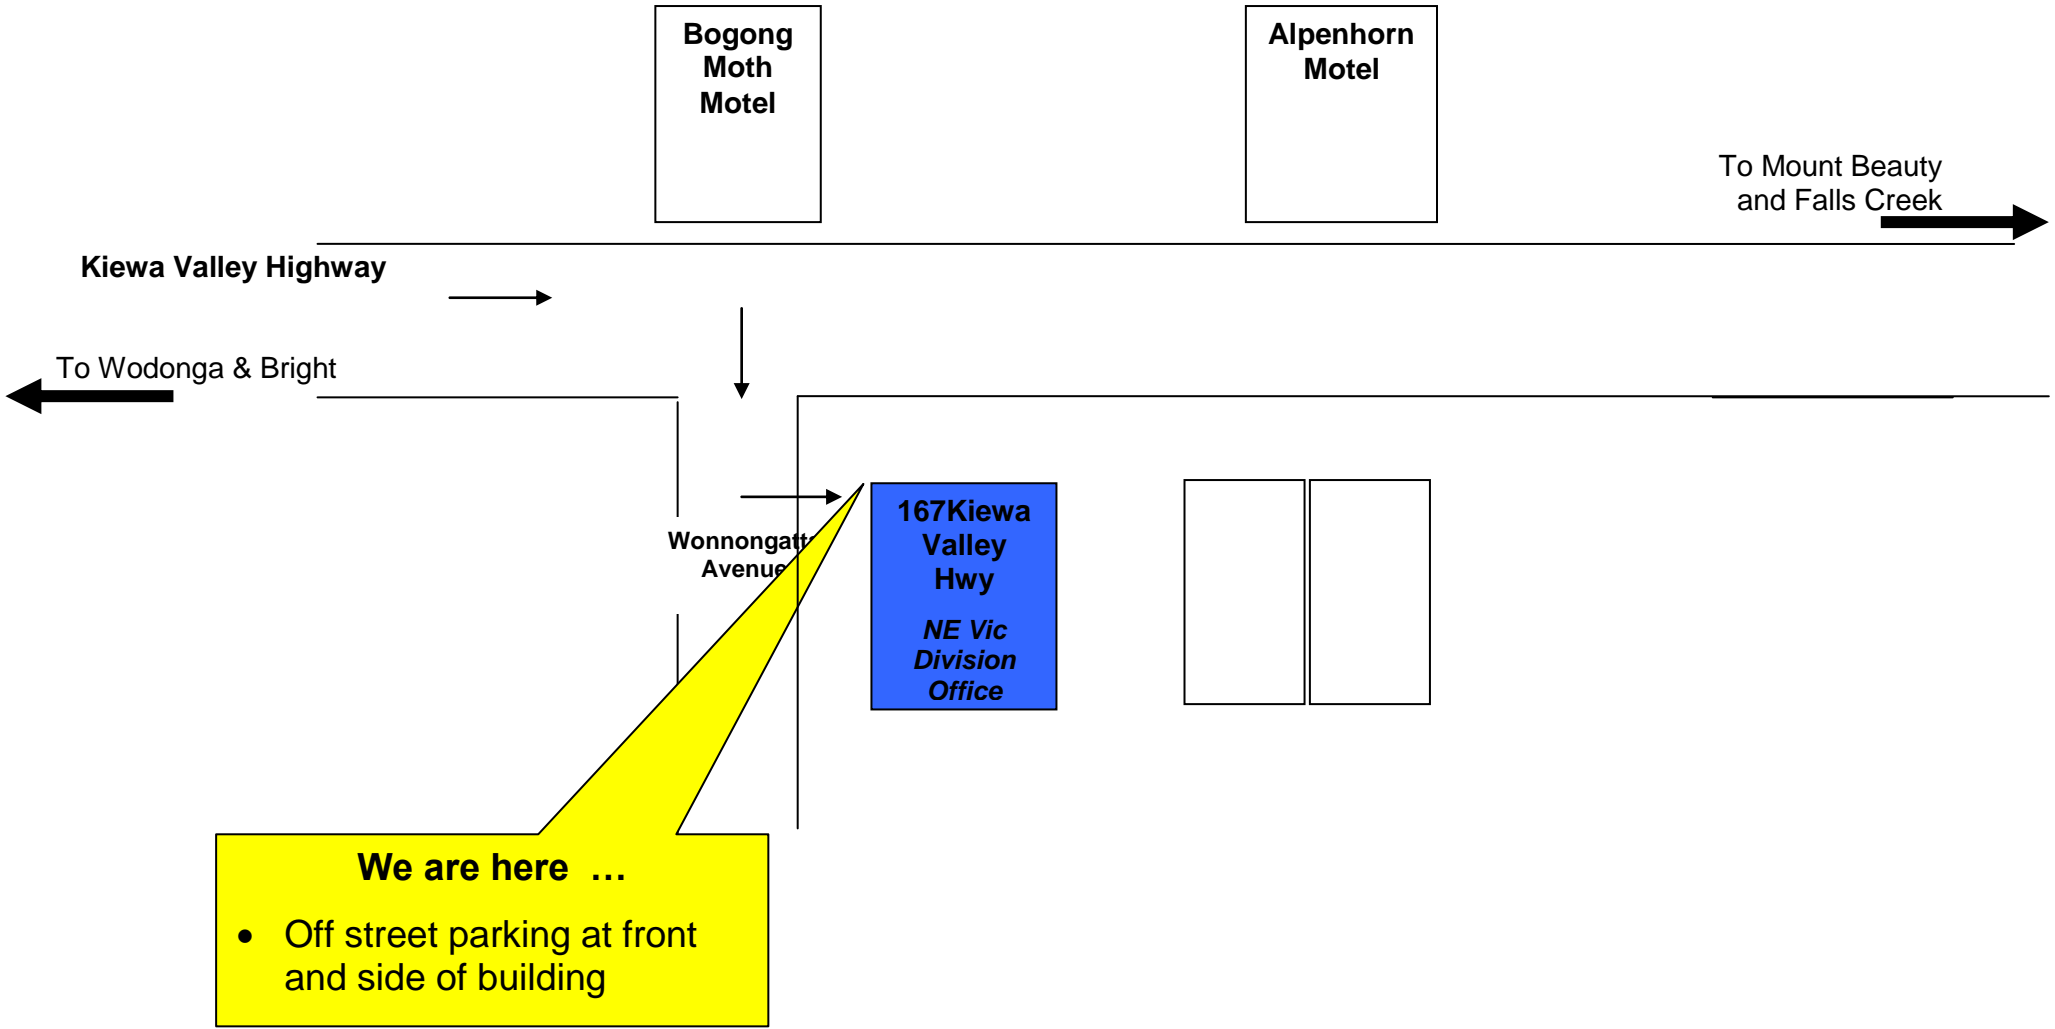 Bogong
Moth
Motel
Alpenhorn
Motel
To Mount Beauty
and Falls Creek
Kiewa Valley Highway
To Wodonga & Bright
167Kiewa
Valley
Hwy
NE Vic
Division
Office
Wonnongatta
Avenue
We are here …
• Off street parking at front
and side of building